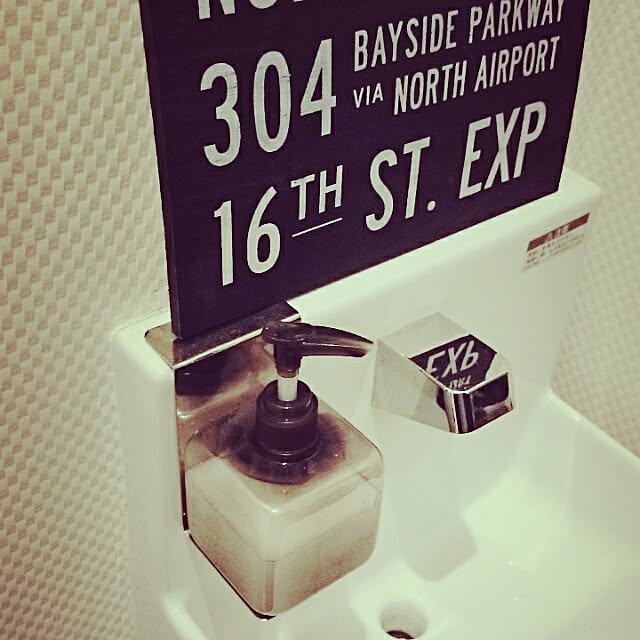 304 BAYSIDE PARKWAY
VIA NORTH AIRPORT
16TH ST. EXP